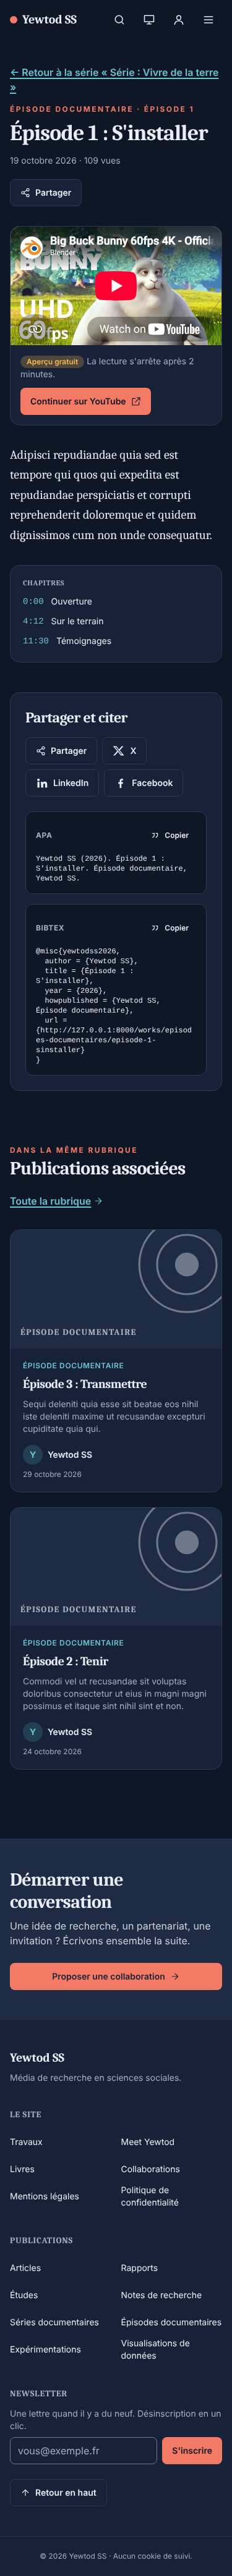 Yewtod SS
← Retour à la série « Série : Vivre de la terre
»
ÉPISODE DOCUMENTAIRE · ÉPISODE 1
Épisode 1 : S'installer
19 octobre 2026 · 109 vues
Partager
Big Buck Bunny 60fps 4K - Offici
Blender
BUNNY
UHD
60fps
Watch on YouTube
Aperçu gratuit La lecture s'arrête après 2
minutes.
Continuer sur YouTube
Adipisci repudiandae quia sed est
tempore qui quos qui expedita est
repudiandae perspiciatis et corrupti
reprehenderit doloremque et quidem
dignissimos cum non unde consequatur.
CHAPITRES
0:00 Ouverture
4:12 Sur le terrain
11:30 Témoignages
Partager et citer
Partager
X
LinkedIn
Facebook
APA
Copier
Yewtod SS (2026). Épisode 1 :
S'installer. Épisode documentaire,
Yewtod SS.
BIBTEX
Copier
@misc{yewtodss2026,
author = {Yewtod SS},
title = {Épisode 1 :
S'installer},
year = {2026},
howpublished = {Yewtod SS,
Épisode documentaire},
url =
{http://127.0.0.1:8000/works/episod
es-documentaires/episode-1-
sinstaller}
}
DANS LA MÊME RUBRIQUE
Publications associées
Toute la rubrique →
ÉPISODE DOCUMENTAIRE
ÉPISODE DOCUMENTAIRE
Épisode 3 : Transmettre
Sequi deleniti quia esse sit beatae eos nihil
iste deleniti maxime ut recusandae excepturi
cupiditate quia qui.
Y Yewtod SS
29 octobre 2026
ÉPISODE DOCUMENTAIRE
ÉPISODE DOCUMENTAIRE
Épisode 2 : Tenir
Commodi vel ut recusandae sit voluptas
doloribus consectetur ut eius in magni magni
possimus et itaque sint nihil sint et non.
Y Yewtod SS
24 octobre 2026
Démarrer une
conversation
Une idée de recherche, un partenariat, une
invitation ? Écrivons ensemble la suite.
Proposer une collaboration →
Yewtod SS
Média de recherche en sciences sociales.
LE SITE
Travaux
Meet Yewtod
Livres
Collaborations
Mentions légales
Politique de
confidentialité
PUBLICATIONS
Articles
Rapports
Études
Notes de recherche
Séries documentaires
Épisodes documentaires
Expérimentations
Visualisations de
données
NEWSLETTER
Une lettre quand il y a du neuf. Désinscription en un
clic.
vous@exemple.fr
S'inscrire
↑ Retour en haut
© 2026 Yewtod SS · Aucun cookie de suivi.